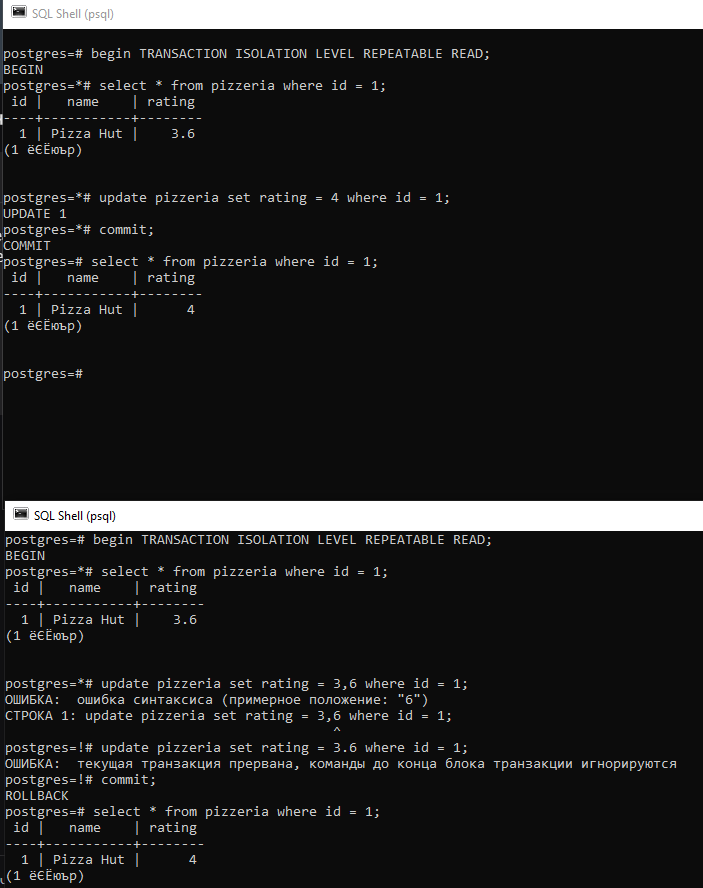 SQL Shell (psql)
postgres=# begin TRANSACTION ISOLATION LEVEL REPEATABLE READ;
BEGIN
postgres=*# select * from pizzeria where id = 1;
 id |   name    | rating
----+-----------+--------
  1 | Pizza Hut |    3.6
(1 ёЄЁюър)
postgres=*# update pizzeria set rating = 4 where id = 1;
UPDATE 1
postgres=*# commit;
COMMIT
postgres=# select * from pizzeria where id = 1;
 id |   name    | rating
----+-----------+--------
  1 | Pizza Hut |      4
(1 ёЄЁюър)
postgres=#
SQL Shell (psql)
postgres=# begin TRANSACTION ISOLATION LEVEL REPEATABLE READ;
BEGIN
postgres=*# select * from pizzeria where id = 1;
 id |   name    | rating
----+-----------+--------
  1 | Pizza Hut |    3.6
(1 ёЄЁюър)
postgres=*# update pizzeria set rating = 3,6 where id = 1;
ОШИБКА:  ошибка синтаксиса (примерное положение: "6")
СТРОКА 1: update pizzeria set rating = 3,6 where id = 1;
^
postgres=!# update pizzeria set rating = 3.6 where id = 1;
ОШИБКА:  текущая транзакция прервана, команды до конца блока транзакции игнорируются
postgres=!# commit;
ROLLBACK
postgres=# select * from pizzeria where id = 1;
 id |   name    | rating
----+-----------+--------
  1 | Pizza Hut |      4
(1 ёЄЁюър)